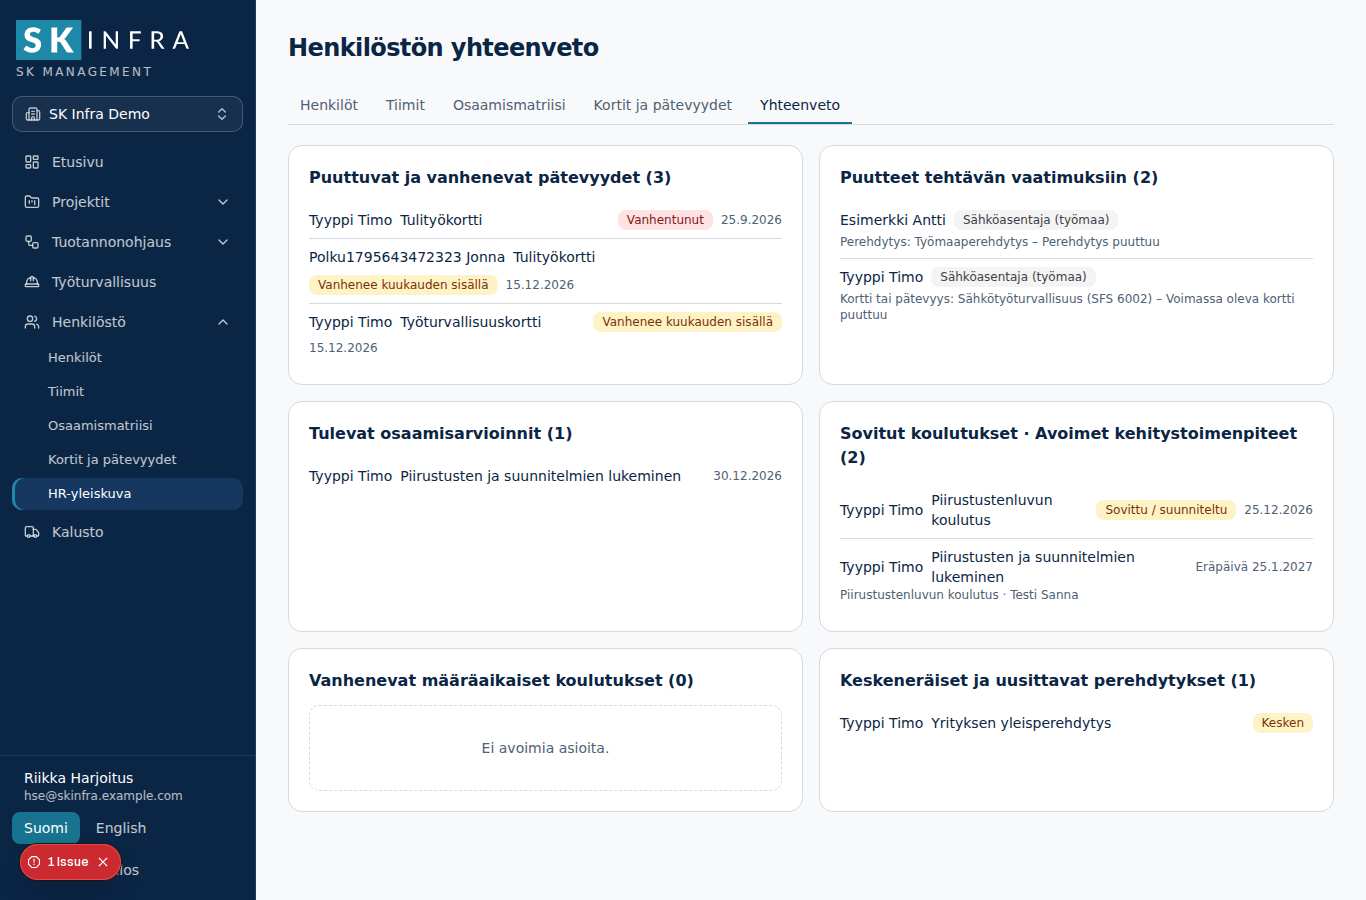 SK INFRA
SK MANAGEMENT
SK Infra Demo
Etusivu
Projektit
Tuotannonohjaus
Työturvallisuus
Henkilöstö
Henkilöt
Tiimit
Osaamismatriisi
Kortit ja pätevyydet
HR-yleiskuva
Kalusto
Riikka Harjoitus
hse@skinfra.example.com
Suomi English
1 Issue
Henkilöstön yhteenveto
Henkilöt Tiimit Osaamismatriisi Kortit ja pätevyydet Yhteenveto
Puuttuvat ja vanhenevat pätevyydet (3)
Tyyppi Timo Tulityökortti Vanhentunut 25.9.2026
Polku1795643472323 Jonna Tulityökortti
Vanhenee kuukauden sisällä 15.12.2026
Tyyppi Timo Työturvallisuuskortti Vanhenee kuukauden sisällä
15.12.2026
Puutteet tehtävän vaatimuksiin (2)
Esimerkki Antti Sähköasentaja (työmaa)
Perehdytys: Työmaaperehdytys – Perehdytys puuttuu
Tyyppi Timo Sähköasentaja (työmaa)
Kortti tai pätevyys: Sähkötyöturvallisuus (SFS 6002) – Voimassa oleva kortti
puuttuu
Tulevat osaamisarvioinnit (1)
Tyyppi Timo Piirustusten ja suunnitelmien lukeminen 30.12.2026
Sovitut koulutukset · Avoimet kehitystoimenpiteet
(2)
Tyyppi Timo Piirustustenluvun koulutus Sovittu / suunniteltu 25.12.2026
Tyyppi Timo Piirustusten ja suunnitelmien lukeminen Eräpäivä 25.1.2027
Piirustustenluvun koulutus · Testi Sanna
Vanhenevat määräaikaiset koulutukset (0)
Ei avoimia asioita.
Keskeneräiset ja uusittavat perehdytykset (1)
Tyyppi Timo Yrityksen yleisperehdytys Kesken